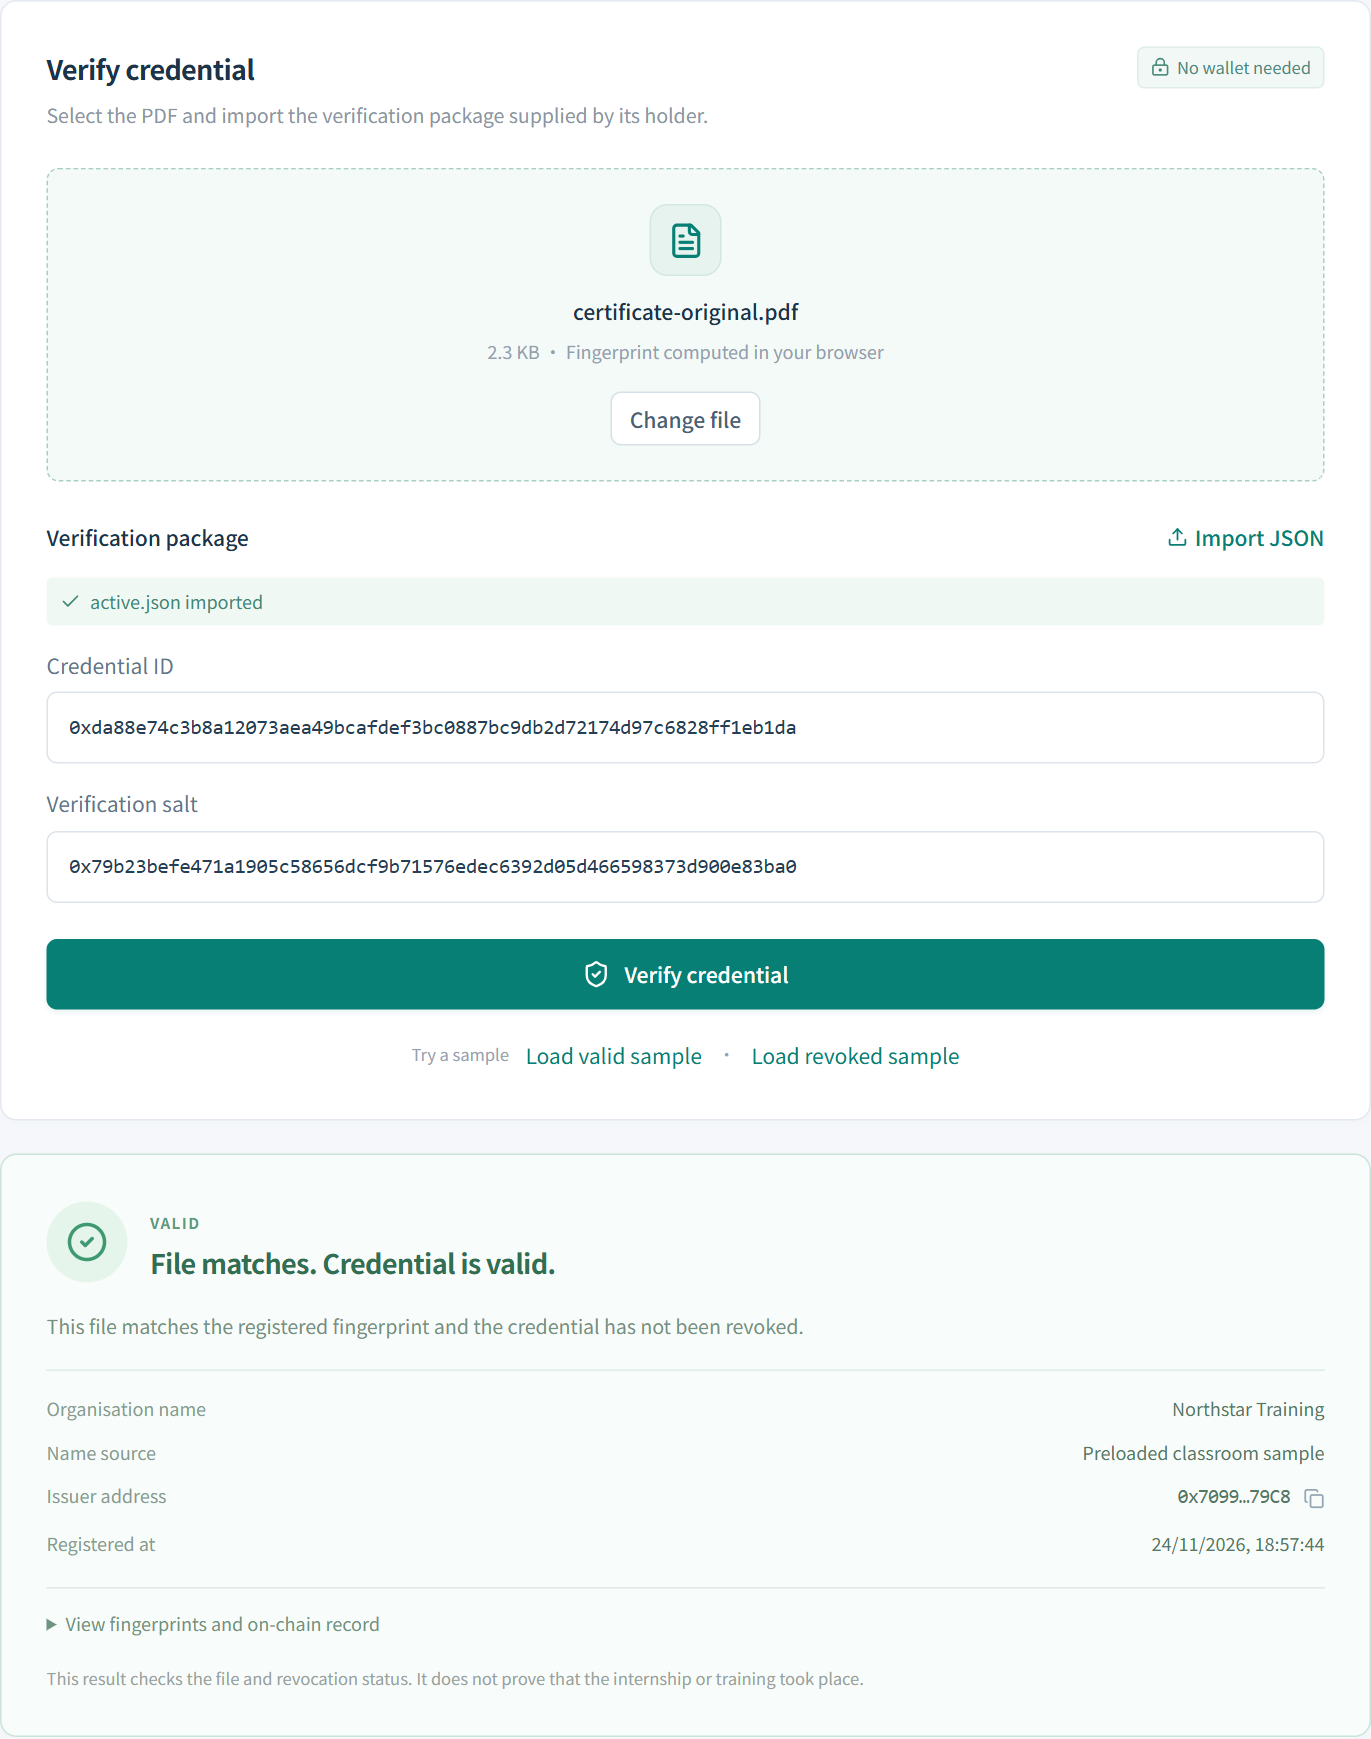 Verify credential
No wallet needed
Select the PDF and import the verification package supplied by its holder.
certificate-original.pdf
2.3 KB • Fingerprint computed in your browser
Change file
Verification package
Import JSON
active.json imported
Credential ID
0xda88e74c3b8a12073aea49bcafdef3bc0887bc9db2d72174d97c6828ff1eb1da
Verification salt
0x79b23befe471a1905c58656dcf9b71576edec6392d05d466598373d900e83ba0
Verify credential
Try a sample Load valid sample · Load revoked sample
VALID
File matches. Credential is valid.
This file matches the registered fingerprint and the credential has not been revoked.
Organisation name Northstar Training
Name source Preloaded classroom sample
Issuer address 0x7099…79C8
Registered at 24/11/2026, 18:57:44
View fingerprints and on-chain record
This result checks the file and revocation status. It does not prove that the internship or training took place.